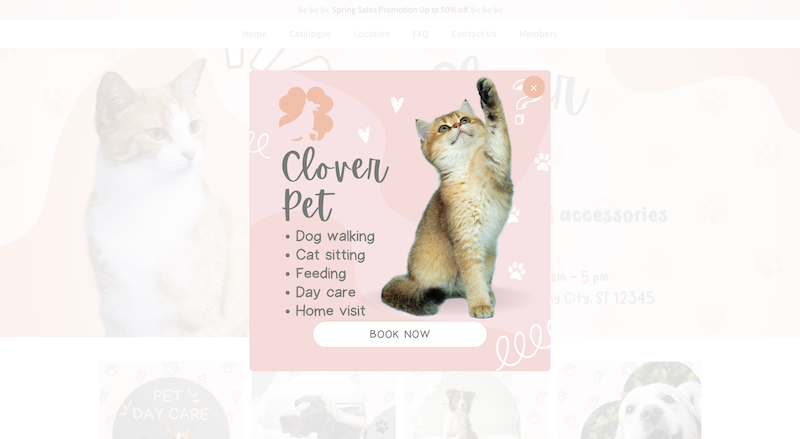 Spring Sales Promotion Up to 50% off
Home Catalogue Location FAQ Contact Us Members
Clover
Pet
• Dog walking
• Cat sitting
• Feeding
• Day care
• Home visit
BOOK NOW
accessories
- 5 pm
City, ST 12345
PET
DAY CARE